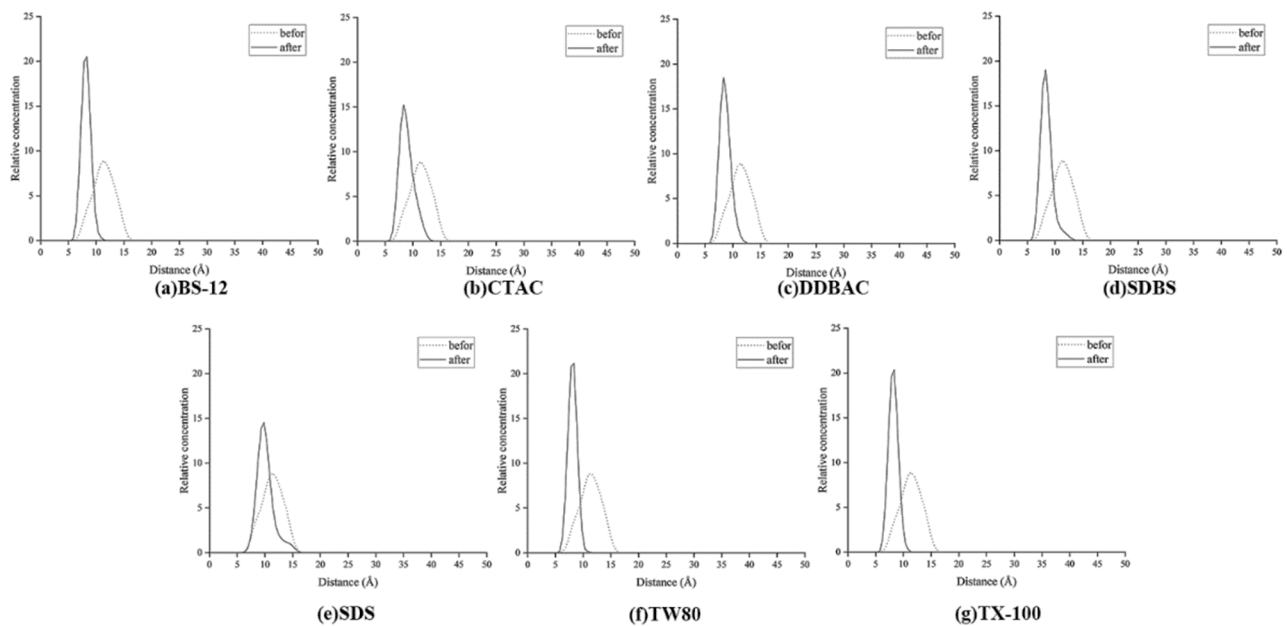 25
20
15
10
5
0
Relative concentration
befor
after
0 5 10 15 20 25 30 35 40 45 50
Distance (Å)
(a)BS-12
25
20
15
10
5
0
Relative concentration
befor
after
0 5 10 15 20 25 30 35 40 45 50
Distance (Å)
(b)CTAC
25
20
15
10
5
0
Relative concentration
befor
after
0 5 10 15 20 25 30 35 40 45 50
Distance (Å)
(c)DDBAC
25
20
15
10
5
0
Relative concentration
befor
after
0 5 10 15 20 25 30 35 40 45 50
Distance (Å)
(d)SDBS
25
20
15
10
5
0
Relative concentration
befor
after
0 5 10 15 20 25 30 35 40 45 50
Distance (Å)
(e)SDS
25
20
15
10
5
0
Relative concentration
befor
after
0 5 10 15 20 25 30 35 40 45 50
Distance (Å)
(f)TW80
25
20
15
10
5
0
Relative concentration
befor
after
0 5 10 15 20 25 30 35 40 45 50
Distance (Å)
(g)TX-100